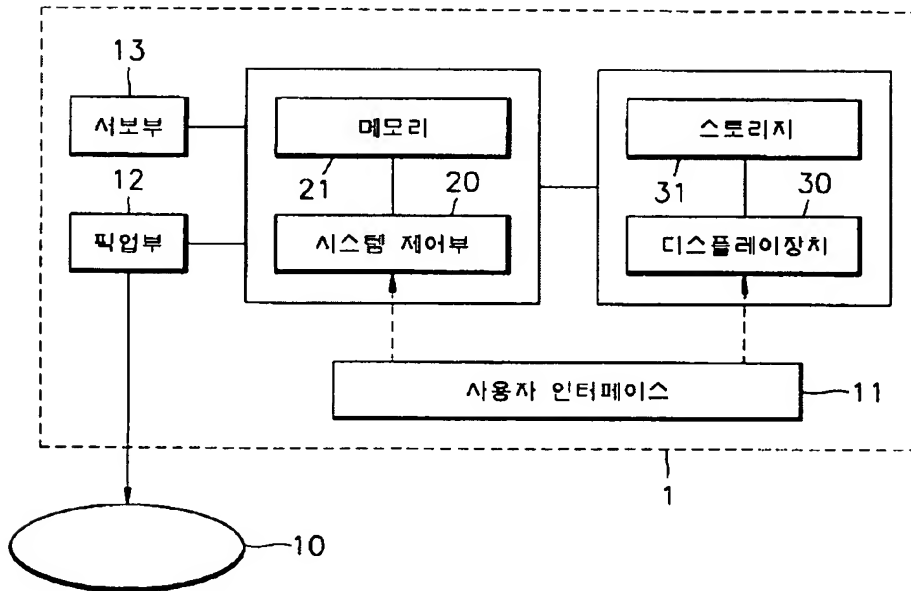 13
서보부
메모리
스토리지
12
21
20
31
30
픽업부
시스템 제어부
디스플레이장치
사용자 인터페이스
11
1
10